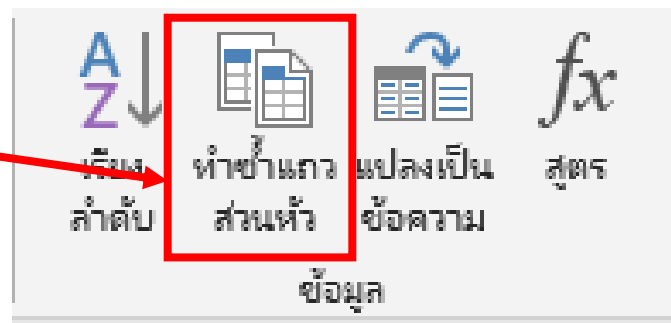 A
Z
fx
เรียง
ลำดับ
ทำซ้ำแถว
ส่วนหัว
แปลงเป็น
ข้อความ
สูตร
ข้อมูล